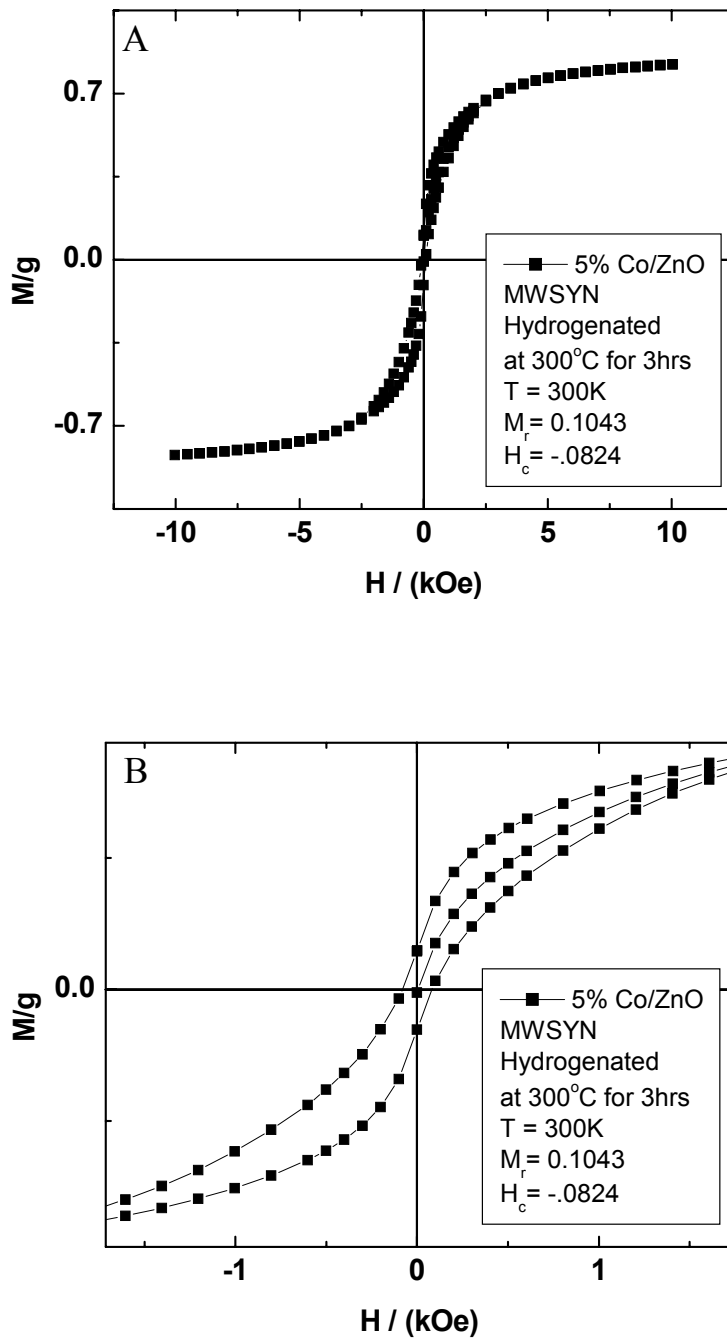 A
0.7
0.0
-0.7
M/g
-10
-5
0
5
10
H / (kOe)
5% Co/ZnO
MWSYN
Hydrogenated
at 300°C for 3hrs
T = 300K
Mr= 0.1043
Hc= -.0824
B
0.0
M/g
-1
0
1
H / (kOe)
5% Co/ZnO
MWSYN
Hydrogenated
at 300°C for 3hrs
T = 300K
Mr= 0.1043
Hc= -.0824